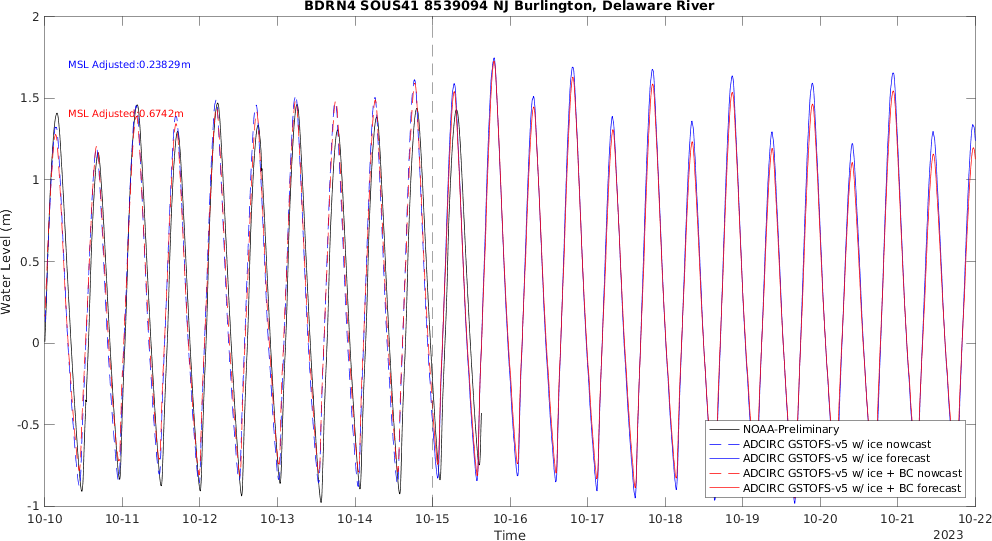 BDRN4 SOUS41 8539094 NJ Burlington, Delaware River
2
1.5
1
0.5
0
-0.5
-1
Water Level (m)
MSL Adjusted:0.23829m
MSL Adjusted:0.6742m
NOAA-Preliminary
ADCIRC GSTOFS-v5 w/ ice nowcast
ADCIRC GSTOFS-v5 w/ ice forecast
ADCIRC GSTOFS-v5 w/ ice + BC nowcast
ADCIRC GSTOFS-v5 w/ ice + BC forecast
10-10 10-11 10-12 10-13 10-14 10-15 10-16 10-17 10-18 10-19 10-20 10-21 10-22
Time
2023